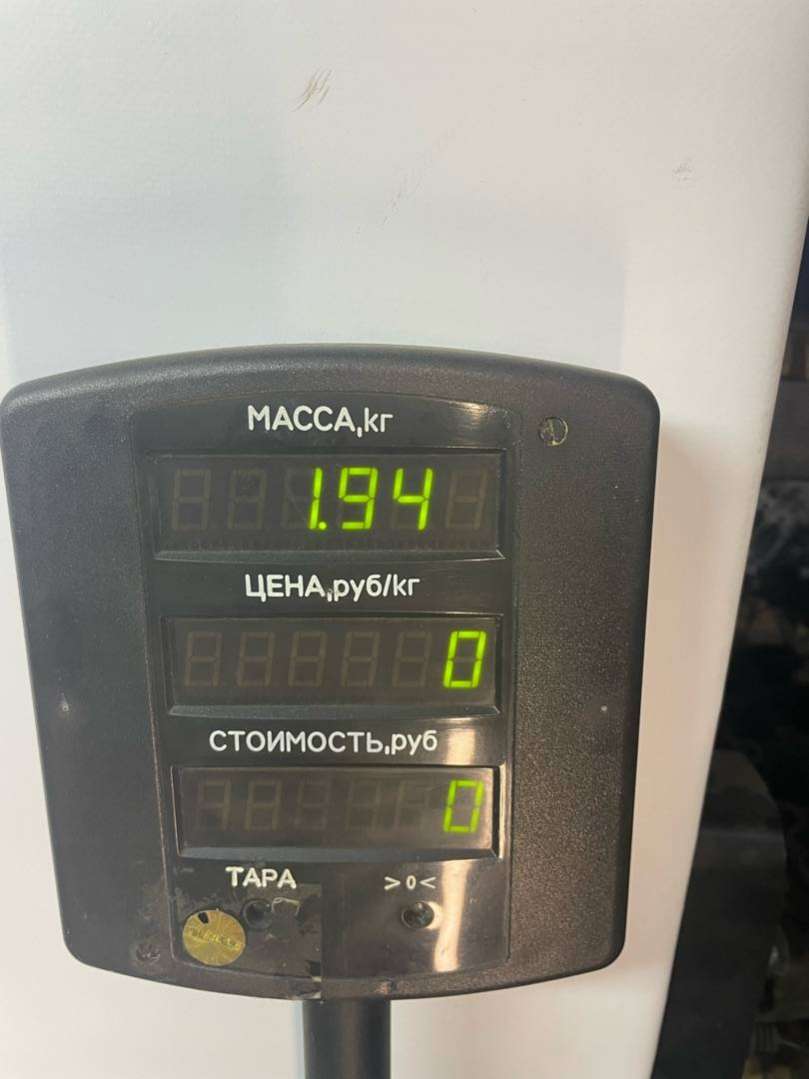 МАССА,кг
1.94
ЦЕНА,руб/кг
0
СТОИМОСТЬ,руб
0
ТАРА >0<